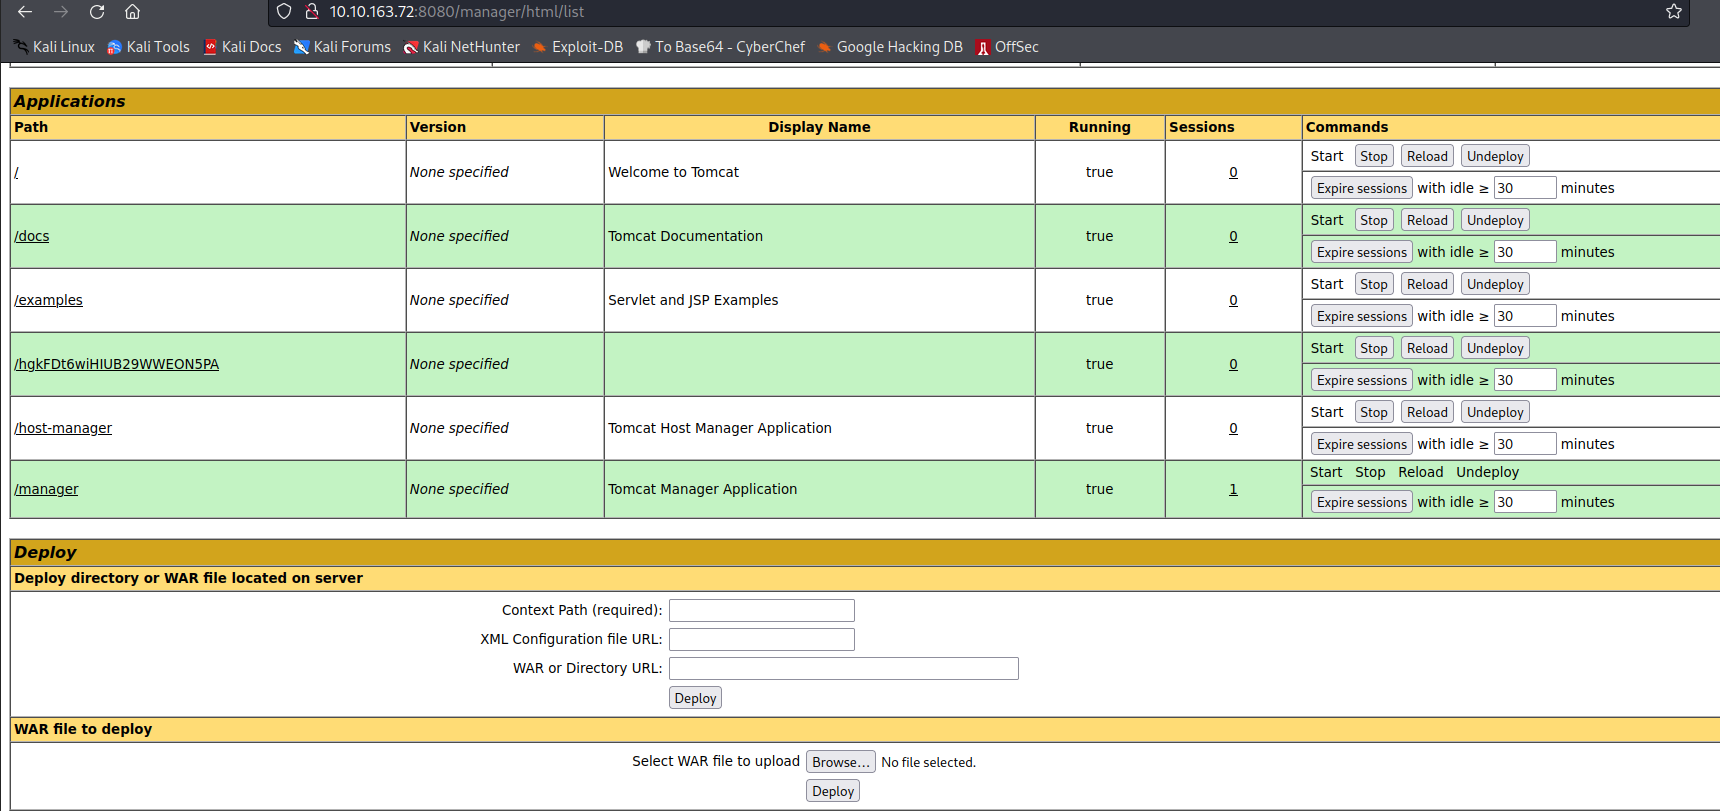 10.10.163.72:8080/manager/html/list
Kali Linux Kali Tools Kali Docs Kali Forums Kali NetHunter Exploit-DB To Base64 - CyberChef Google Hacking DB OffSec
Applications
Path Version Display Name Running Sessions Commands
/ None specified Welcome to Tomcat true 0 Start Stop Reload Undeploy
Expire sessions with idle ≥ 30 minutes
/docs None specified Tomcat Documentation true 0 Start Stop Reload Undeploy
Expire sessions with idle ≥ 30 minutes
/examples None specified Servlet and JSP Examples true 0 Start Stop Reload Undeploy
Expire sessions with idle ≥ 30 minutes
/hgkFDt6wiHIUB29WWEON5PA None specified true 0 Start Stop Reload Undeploy
Expire sessions with idle ≥ 30 minutes
/host-manager None specified Tomcat Host Manager Application true 0 Start Stop Reload Undeploy
Expire sessions with idle ≥ 30 minutes
/manager None specified Tomcat Manager Application true 1 Start Stop Reload Undeploy
Expire sessions with idle ≥ 30 minutes
Deploy
Deploy directory or WAR file located on server
Context Path (required):
XML Configuration file URL:
WAR or Directory URL:
Deploy
WAR file to deploy
Select WAR file to upload Browse... No file selected.
Deploy